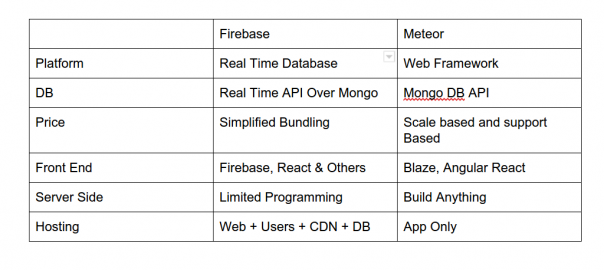 Firebase Meteor
Platform Real Time Database Web Framework
DB Real Time API Over Mongo Mongo DB API
Price Simplified Bundling Scale based and support
Based
Front End Firebase, React & Others Blaze, Angular React
Server Side Limited Programming Build Anything
Hosting Web + Users + CDN + DB App Only